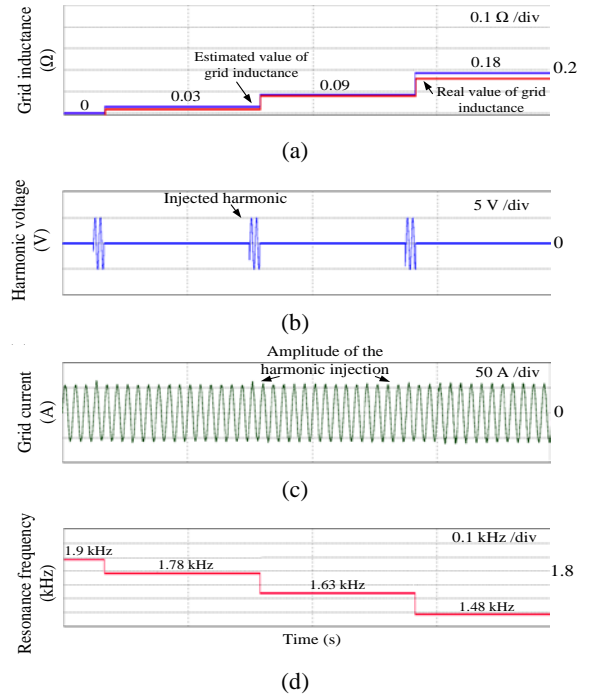 Grid inductance
(Ω)
0.1 Ω /div
Estimated value of
grid inductance
0
0.03
0.09
0.18
0.2
Real value of grid
inductance
(a)
Harmonic voltage
(V)
Injected harmonic
5 V /div
0
(b)
Grid current
(A)
Amplitude of the
harmonic injection
50 A /div
0
(c)
Resonance frequency
(kHz)
0.1 kHz /div
1.9 kHz
1.78 kHz
1.63 kHz
1.48 kHz
1.8
Time (s)
(d)